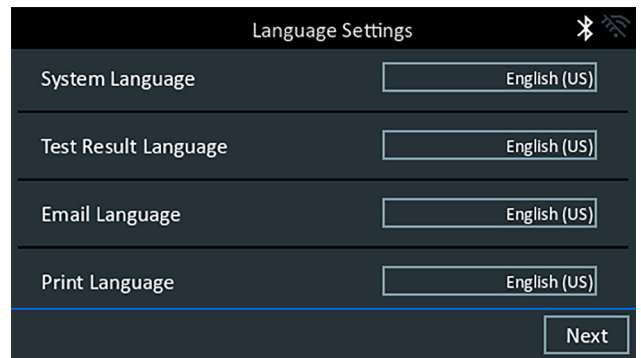 Language Settings
System Language English (US)
Test Result Language English (US)
Email Language English (US)
Print Language English (US)
Next